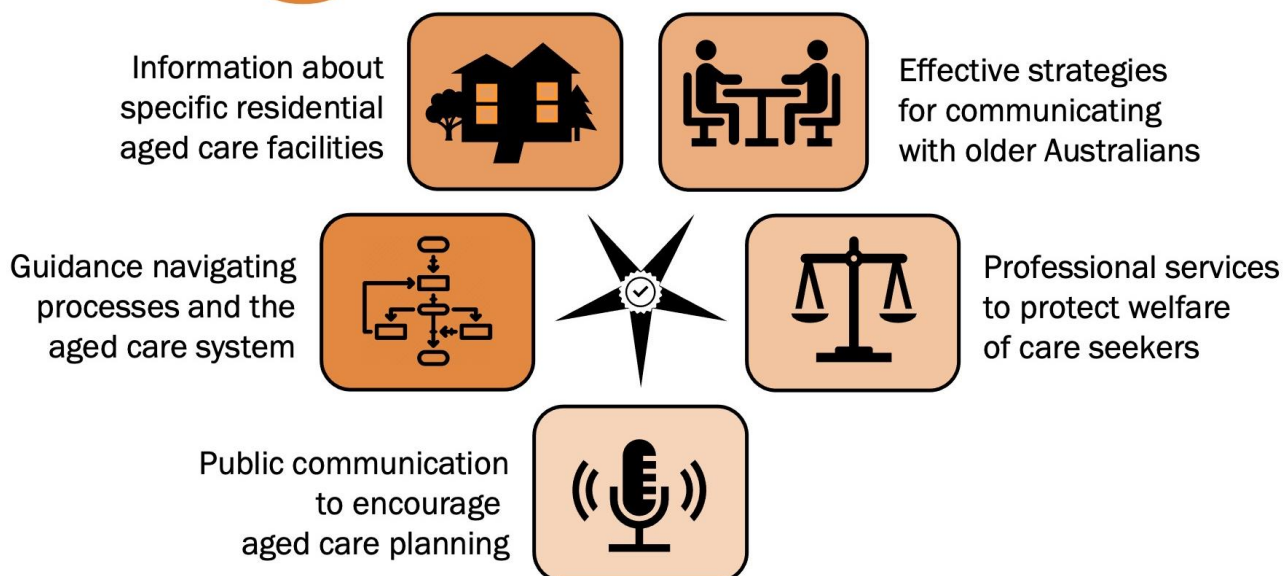 Information about
specific residential
aged care facilities
Effective strategies
for communicating
with older Australians
Guidance navigating
processes and the
aged care system
Professional services
to protect welfare
of care seekers
Public communication
to encourage
aged care planning